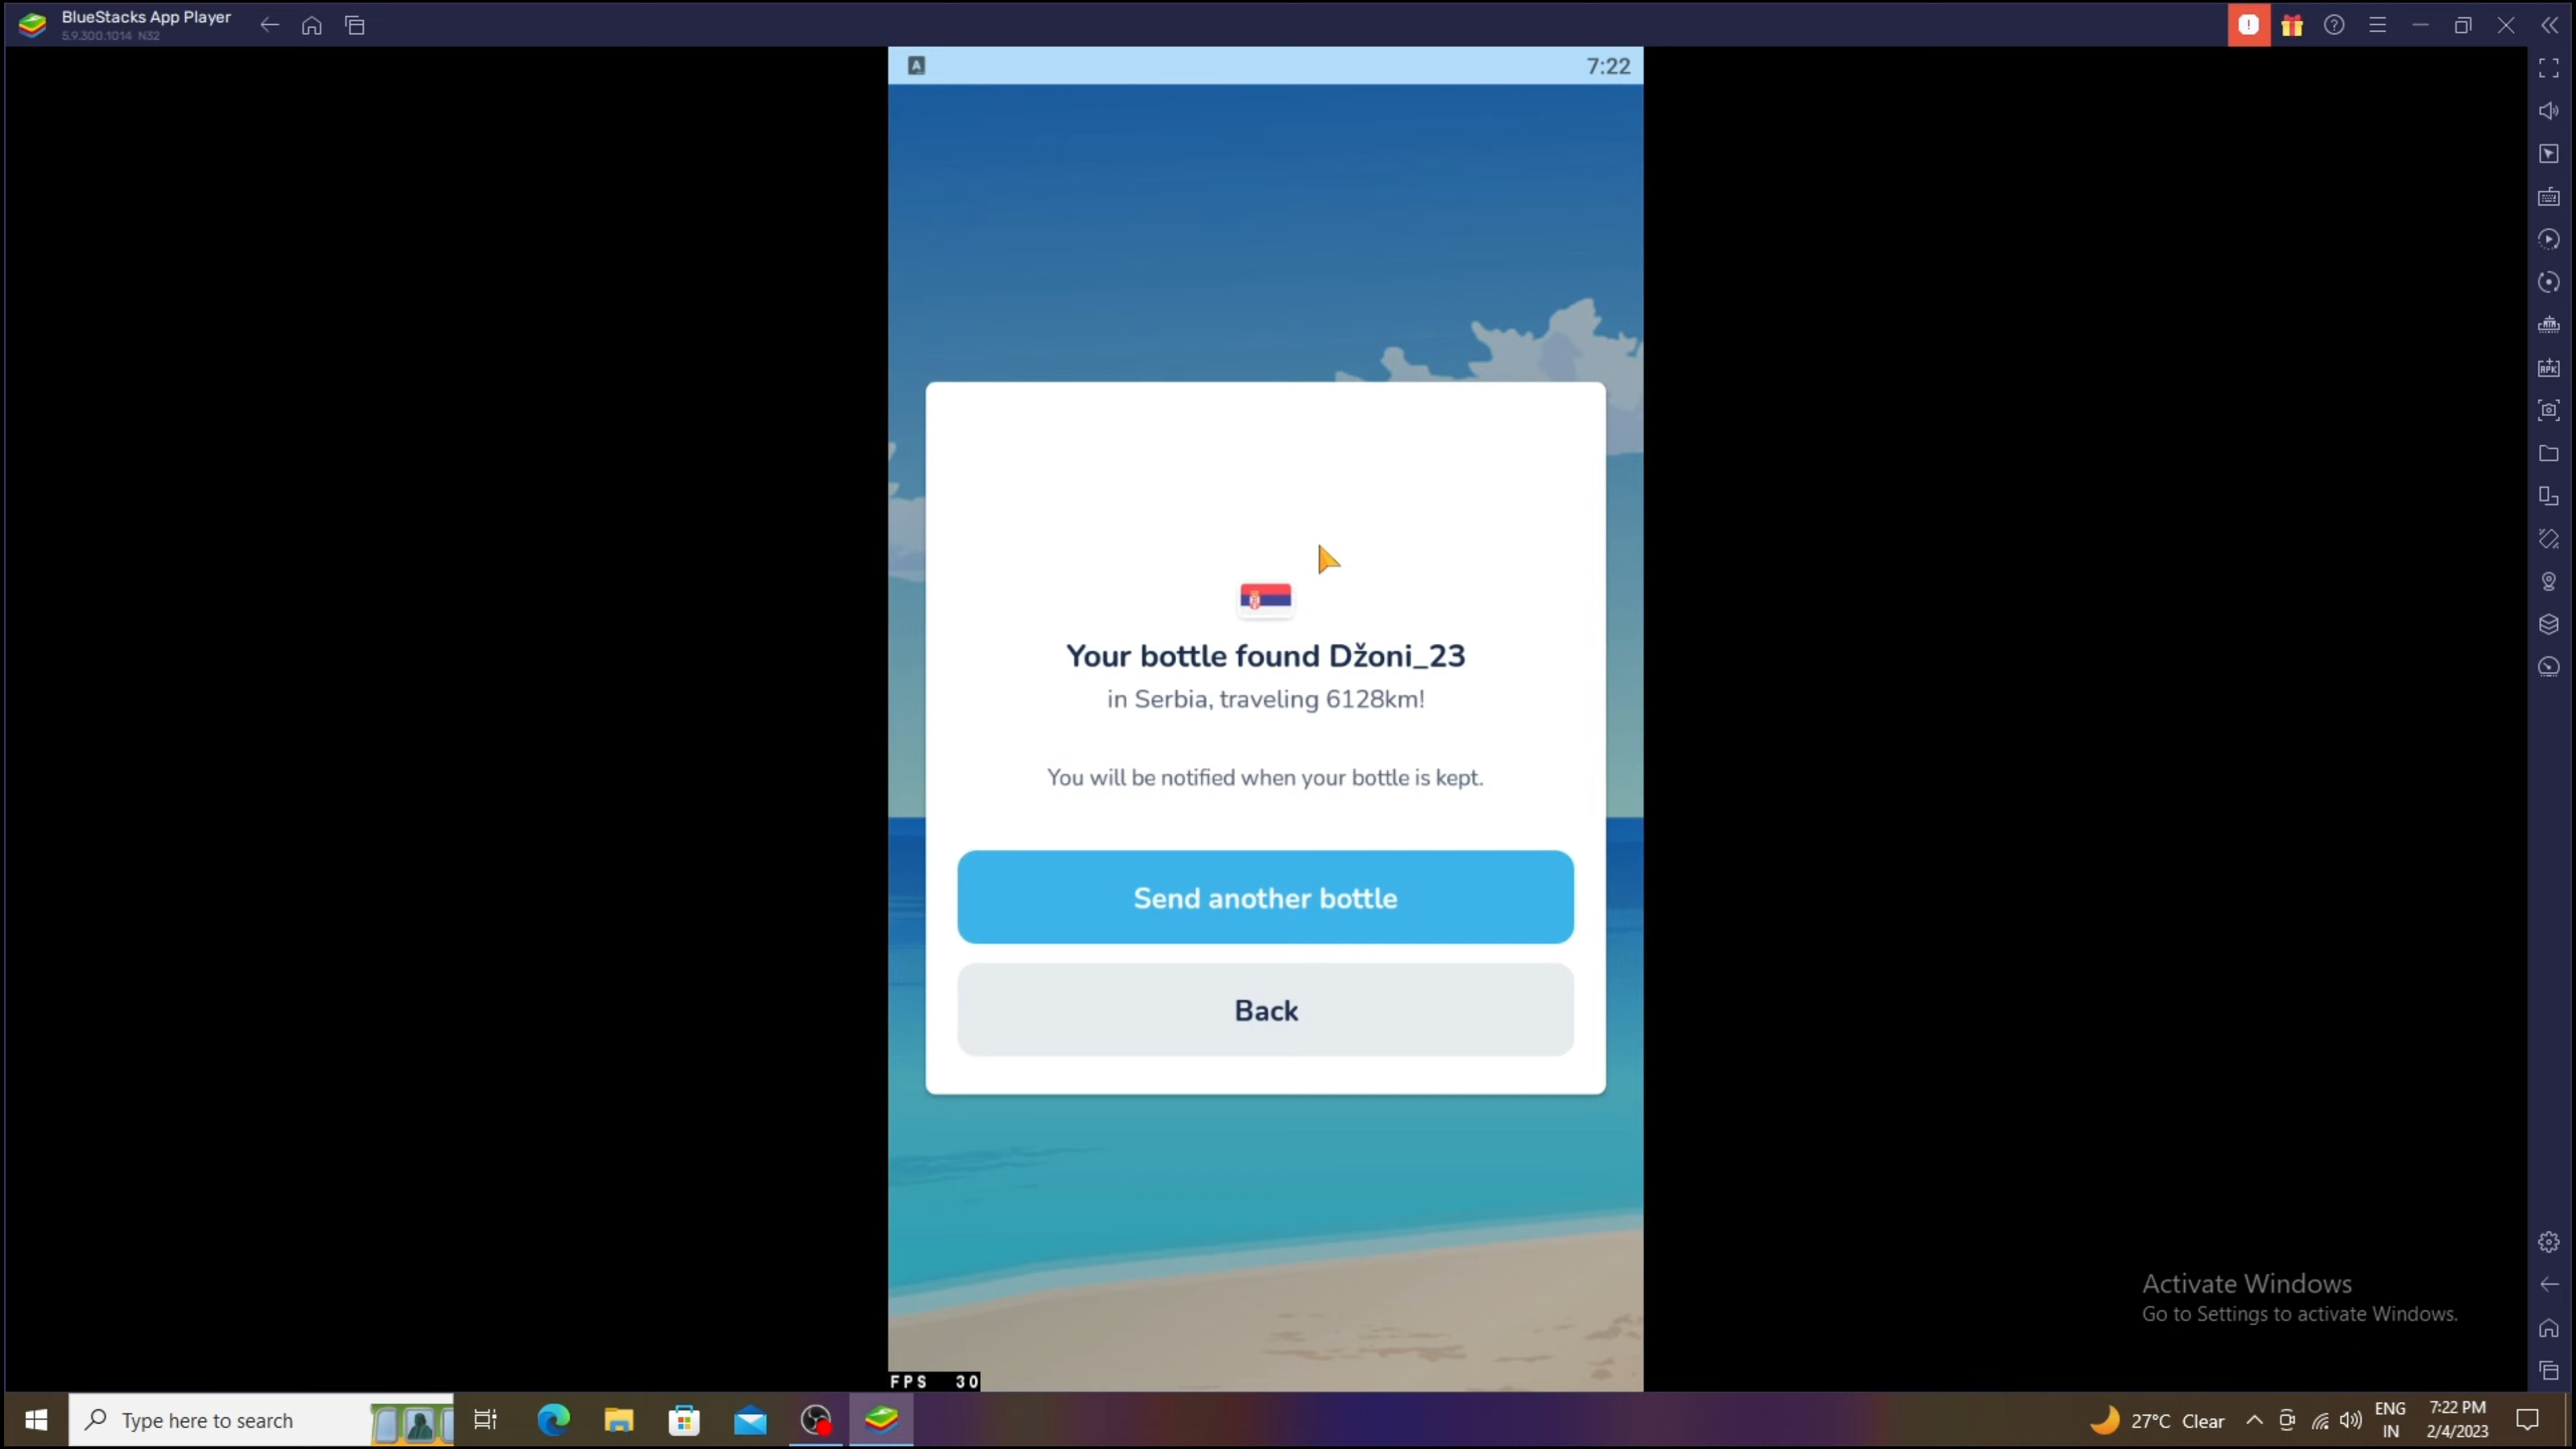 BlueStacks App Player
5.9.300.1014 N32
7:22
Your bottle found Džoni_23
in Serbia, traveling 6128km!
You will be notified when your bottle is kept.
Send another bottle
Back
Activate Windows
Go to Settings to activate Windows.
FPS 30
Type here to search
27°C Clear
ENG
IN
7:22 PM
2/4/2023